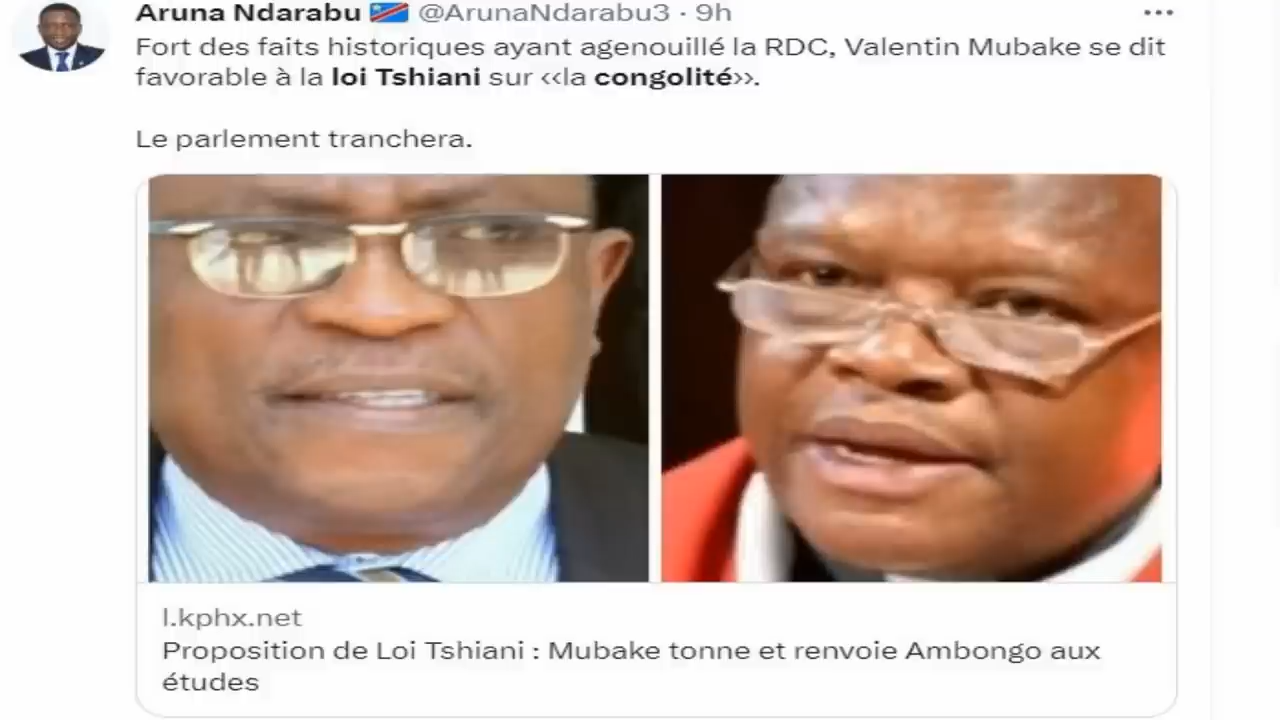 Aruna Ndarabu 🇨🇩 @ArunaNdarabu3 · 9h
Fort des faits historiques ayant agenouillé la RDC, Valentin Mubake se dit
favorable à la loi Tshiani sur ‹‹la congolité››.
Le parlement tranchera.
l.kphx.net
Proposition de Loi Tshiani : Mubake tonne et renvoie Ambongo aux
études